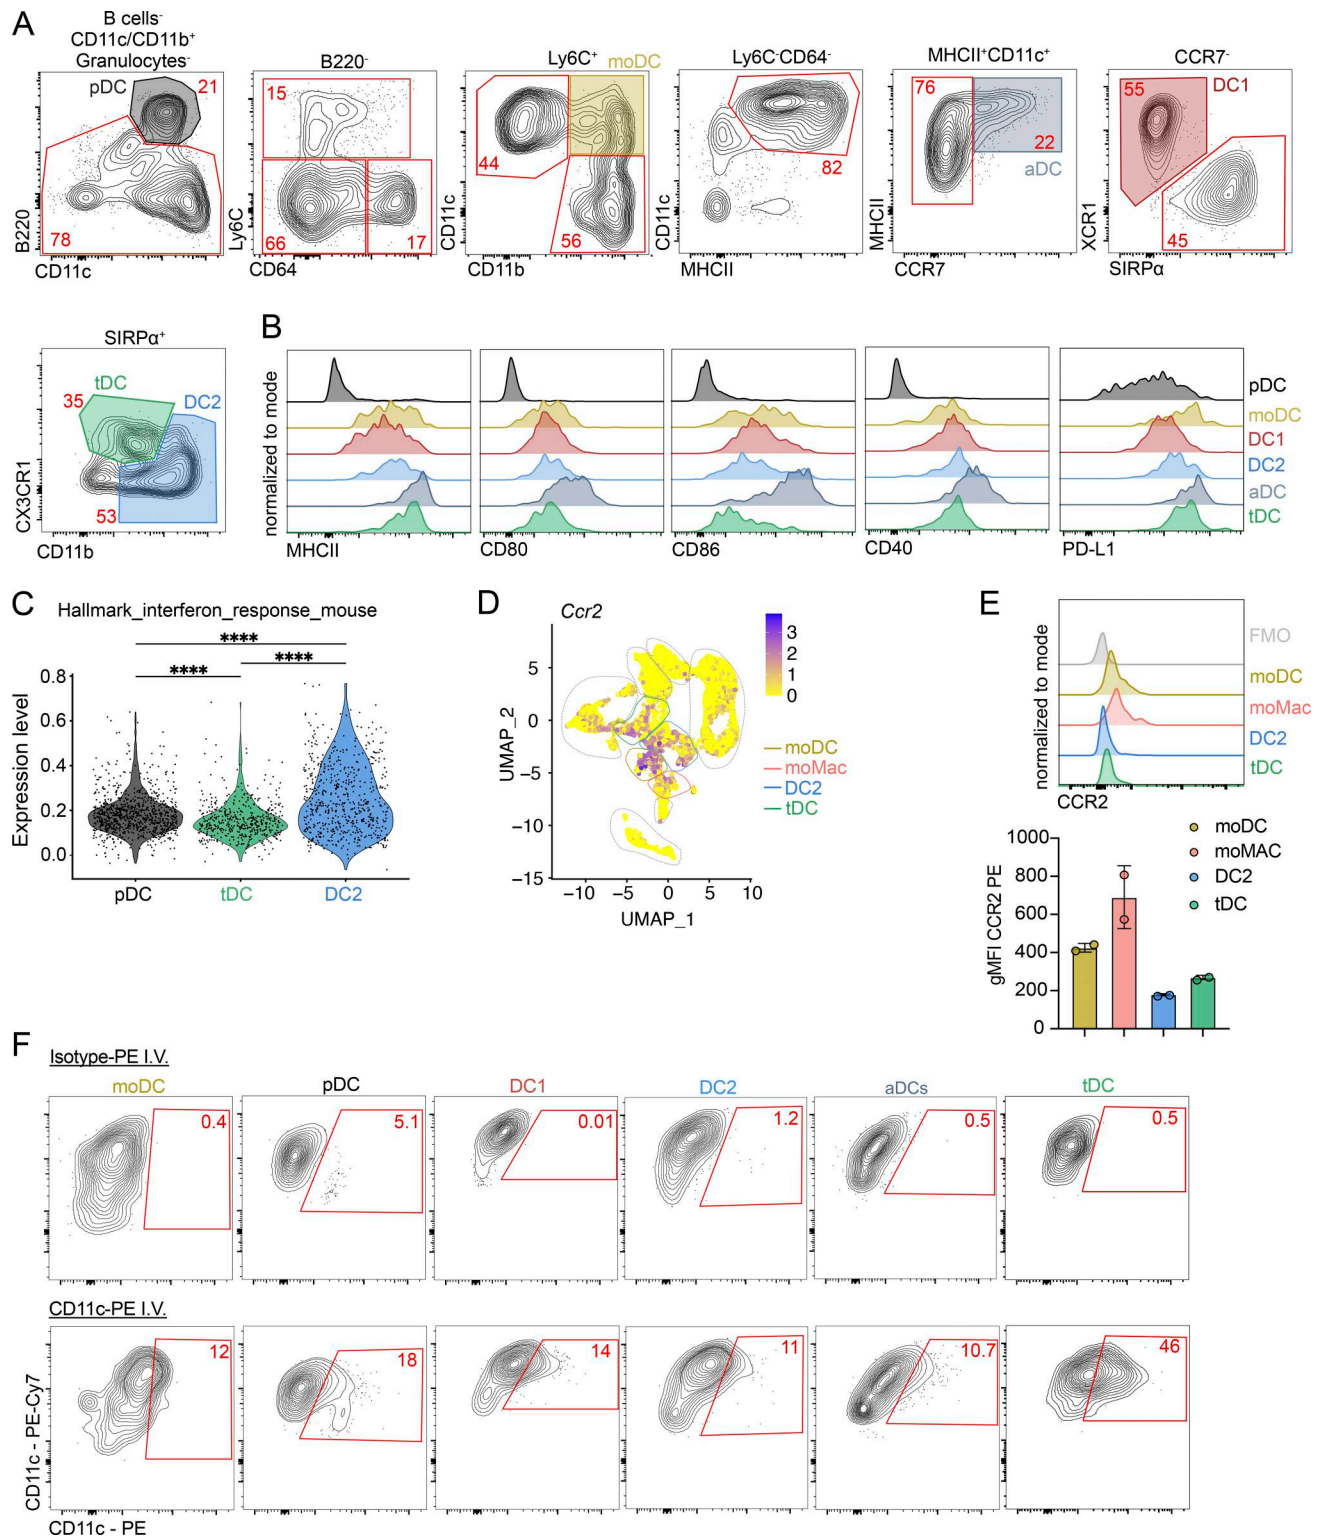 A
B cells-
CD11c/CD11b+
Granulocytes-
pDC
21
78
B220
CD11c
B220-
15
66
17
Ly6C
CD64
Ly6C+
moDC
44
56
CD11c
CD11b
Ly6C-CD64-
82
CD11c
MHCII
MHCII+CD11c+
76
22
aDC
MHCII
CCR7
CCR7-
55
DC1
45
XCR1
SIRPα
SIRPα+
tDC
35
DC2
53
CX3CR1
CD11b
B
normalized to mode
MHCII
CD80
CD86
CD40
PD-L1
pDC
moDC
DC1
DC2
aDC
tDC
C
Hallmark_interferon_response_mouse
****
****
****
Expression level
0.8
0.6
0.4
0.2
0.0
pDC
tDC
DC2
D
Ccr2
3
2
1
0
UMAP_2
5
0
−5
−10
−15
−10
−5
0
5
10
UMAP_1
moDC
moMac
DC2
tDC
E
normalized to mode
FMO
moDC
moMac
DC2
tDC
CCR2
gMFI CCR2 PE
1000
800
600
400
200
0
moDC
moMAC
DC2
tDC
F
Isotype-PE I.V.
moDC
pDC
DC1
DC2
aDCs
tDC
0.4
5.1
0.01
1.2
0.5
0.5
CD11c-PE I.V.
12
18
14
11
10.7
46
CD11c - PE-Cy7
CD11c - PE